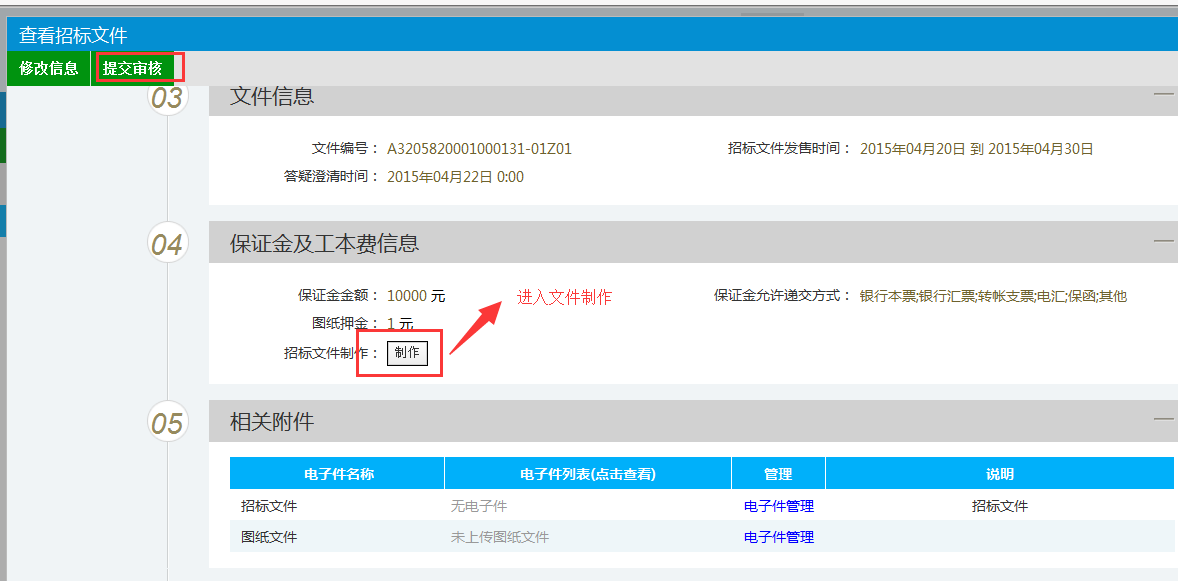 查看招标文件
修改信息 提交审核
03 文件信息
文件编号： A3205820001000131-01Z01 招标文件发售时间： 2015年04月20日 到 2015年04月30日
答疑澄清时间： 2015年04月22日 0:00
04 保证金及工本费信息
保证金金额： 10000 元 进入文件制作 保证金允许递交方式： 银行本票;银行汇票;转帐支票;电汇;保函;其他
图纸押金： 1 元
招标文件制作： 制作
05 相关附件
电子件名称 电子件列表(点击查看) 管理 说明
招标文件 无电子件 电子件管理 招标文件
图纸文件 未上传图纸文件 电子件管理